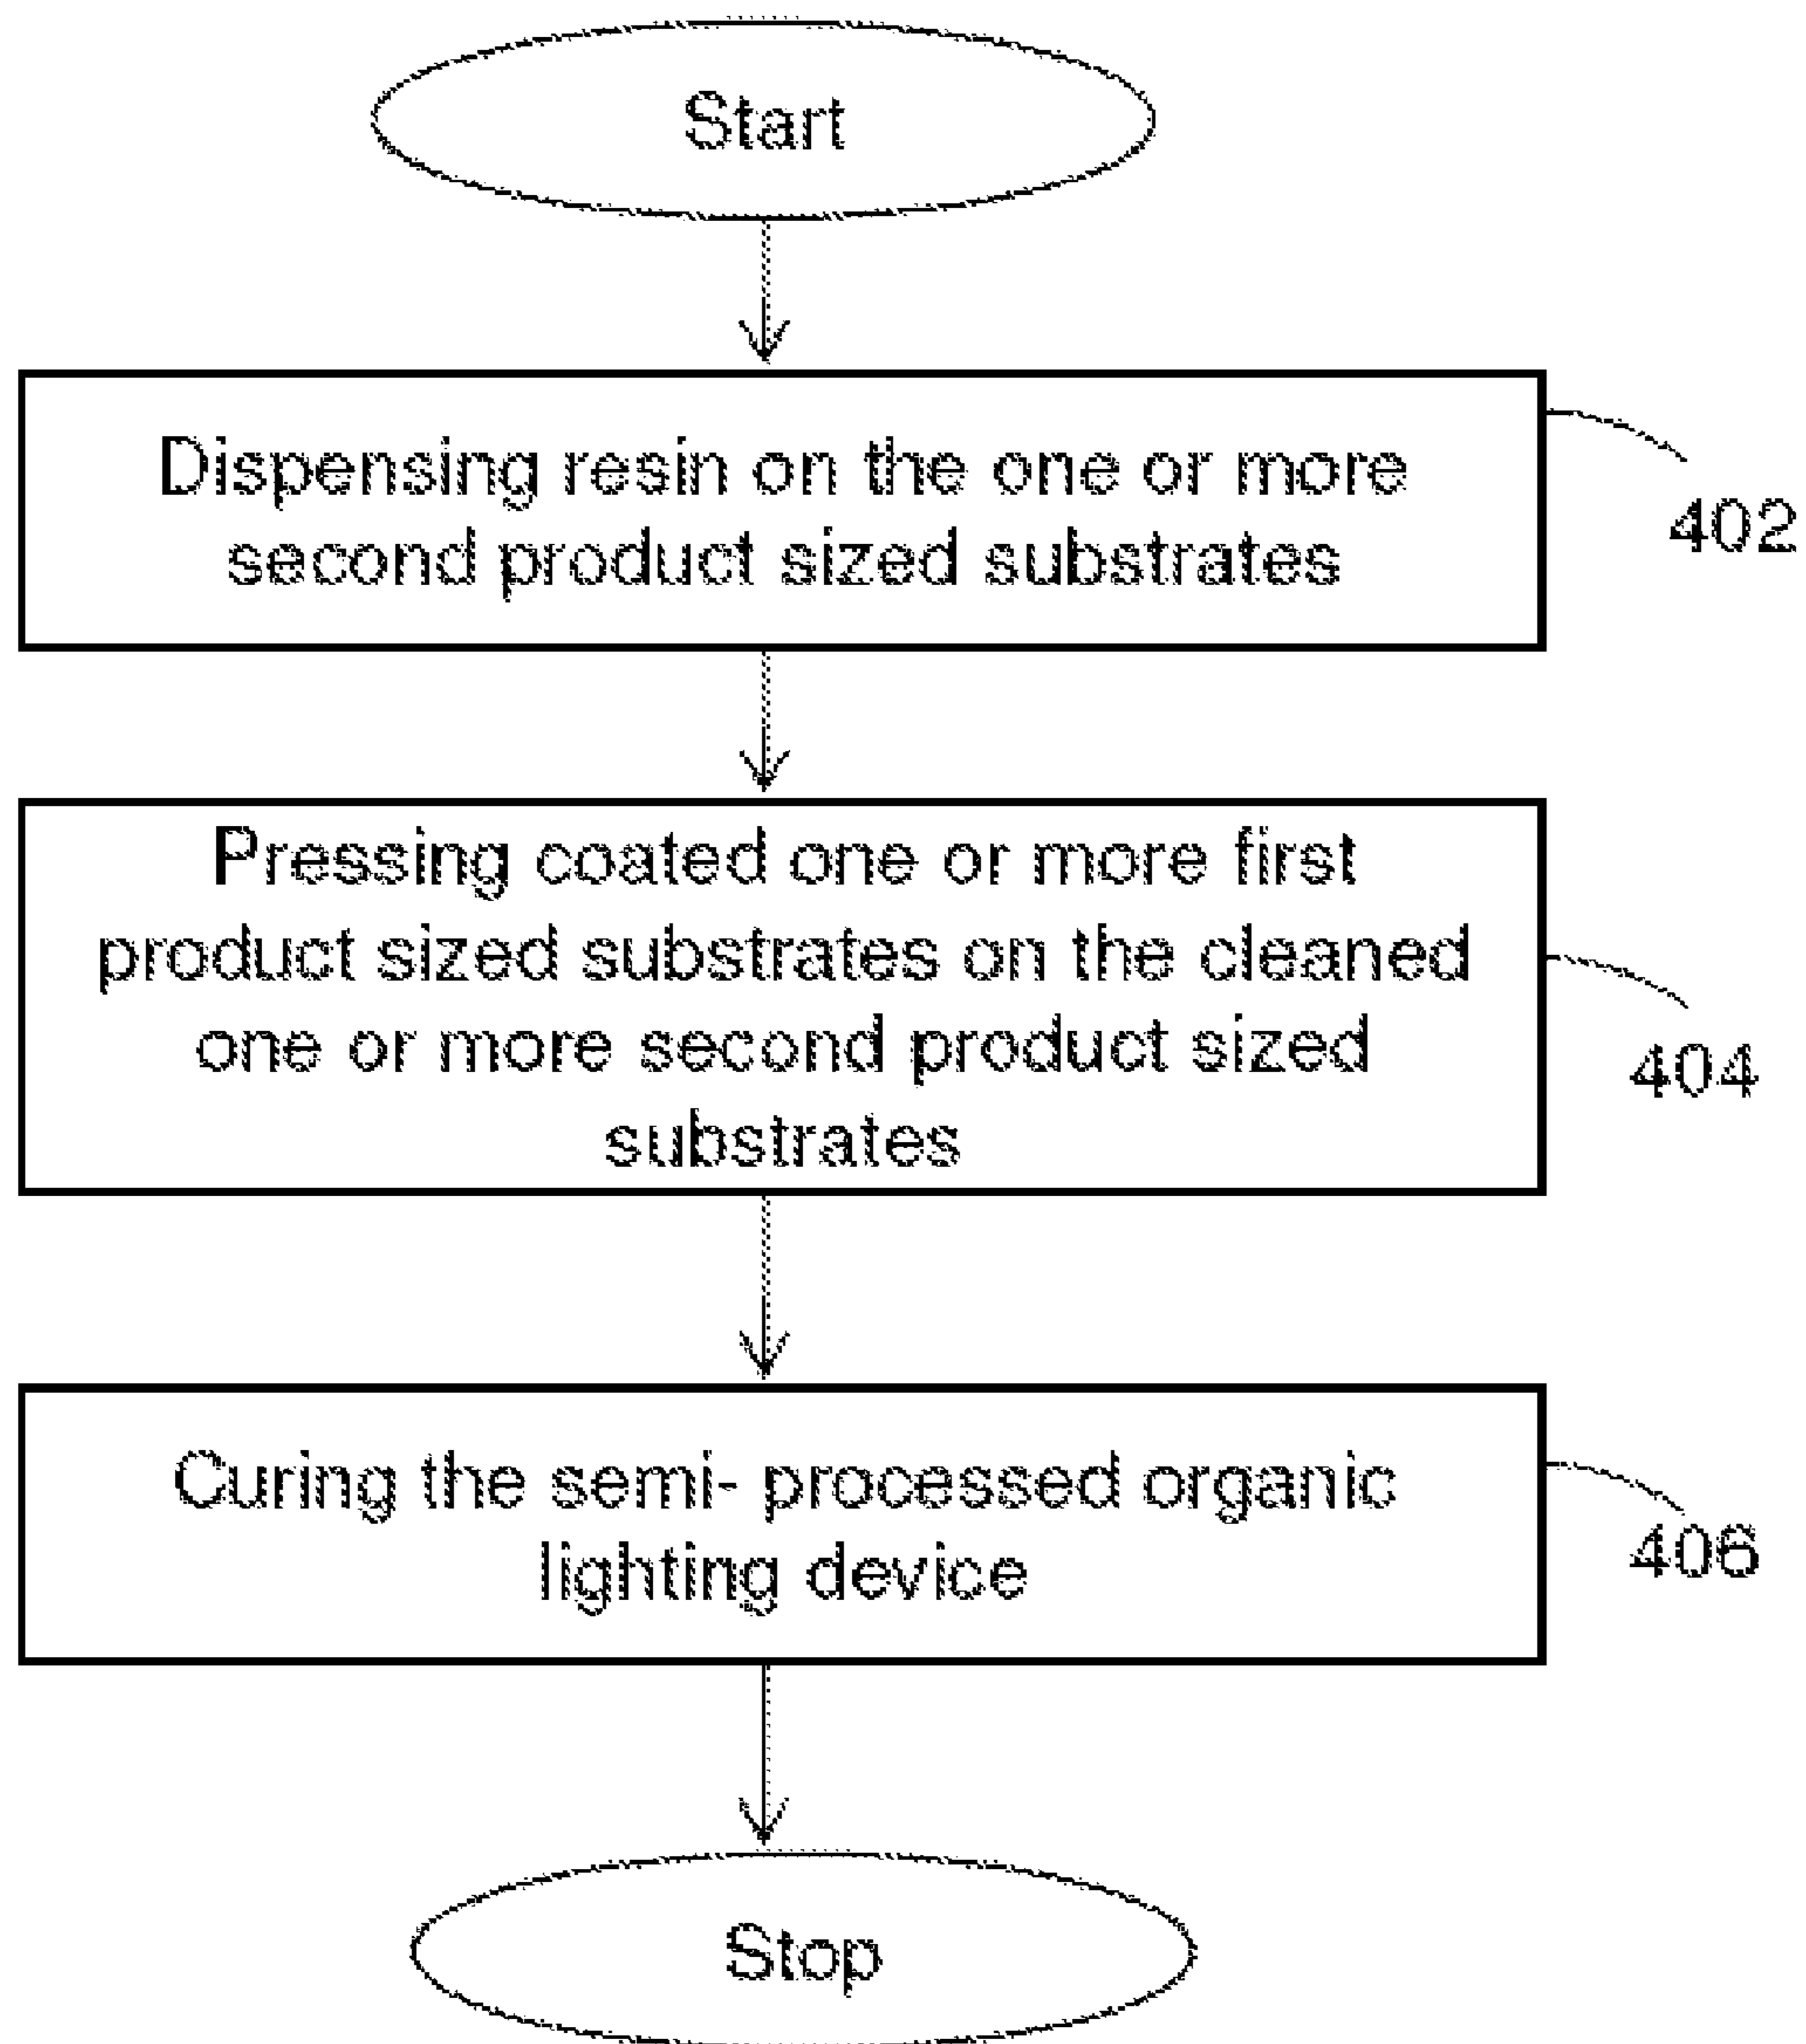 Start
Dispensing resin on the one or more
second product sized substrates
402
Pressing coated one or more first
product sized substrates on the cleaned
one or more second product sized
substrates
404
Curing the semi- processed organic
lighting device
406
Stop